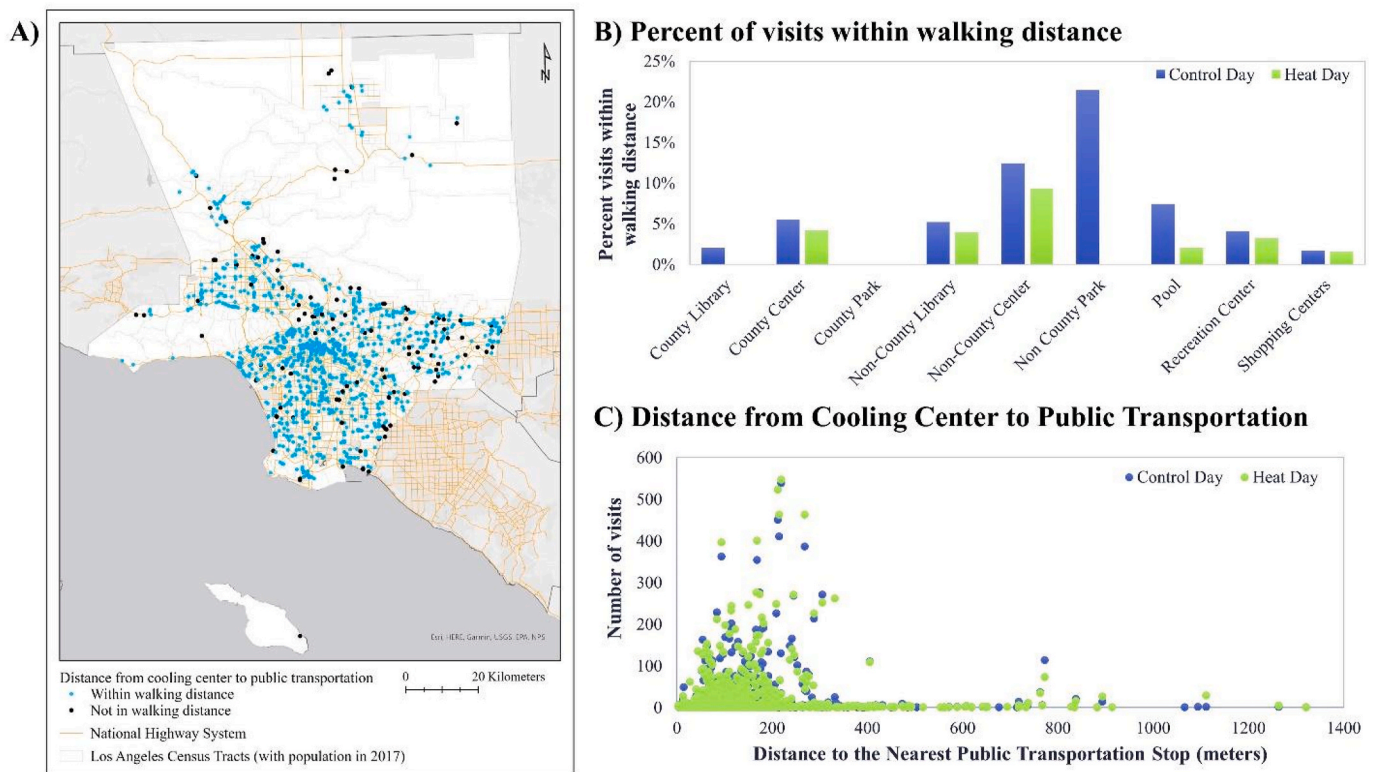 A)
Esri, HERE, Garmin, USGS, EPA, NPS
Distance from cooling center to public transportation
Within walking distance
Not in walking distance
National Highway System
Los Angeles Census Tracts (with population in 2017)
0 20 Kilometers
B) Percent of visits within walking distance
Control Day Heat Day
Percent visits within
walking distance
25%
20%
15%
10%
5%
0%
County Library
County Center
County Park
Non-County Library
Non-County Center
Non County Park
Pool
Recreation Center
Shopping Centers
C) Distance from Cooling Center to Public Transportation
Control Day Heat Day
Number of visits
600
500
400
300
200
100
0
0 200 400 600 800 1000 1200 1400
Distance to the Nearest Public Transportation Stop (meters)